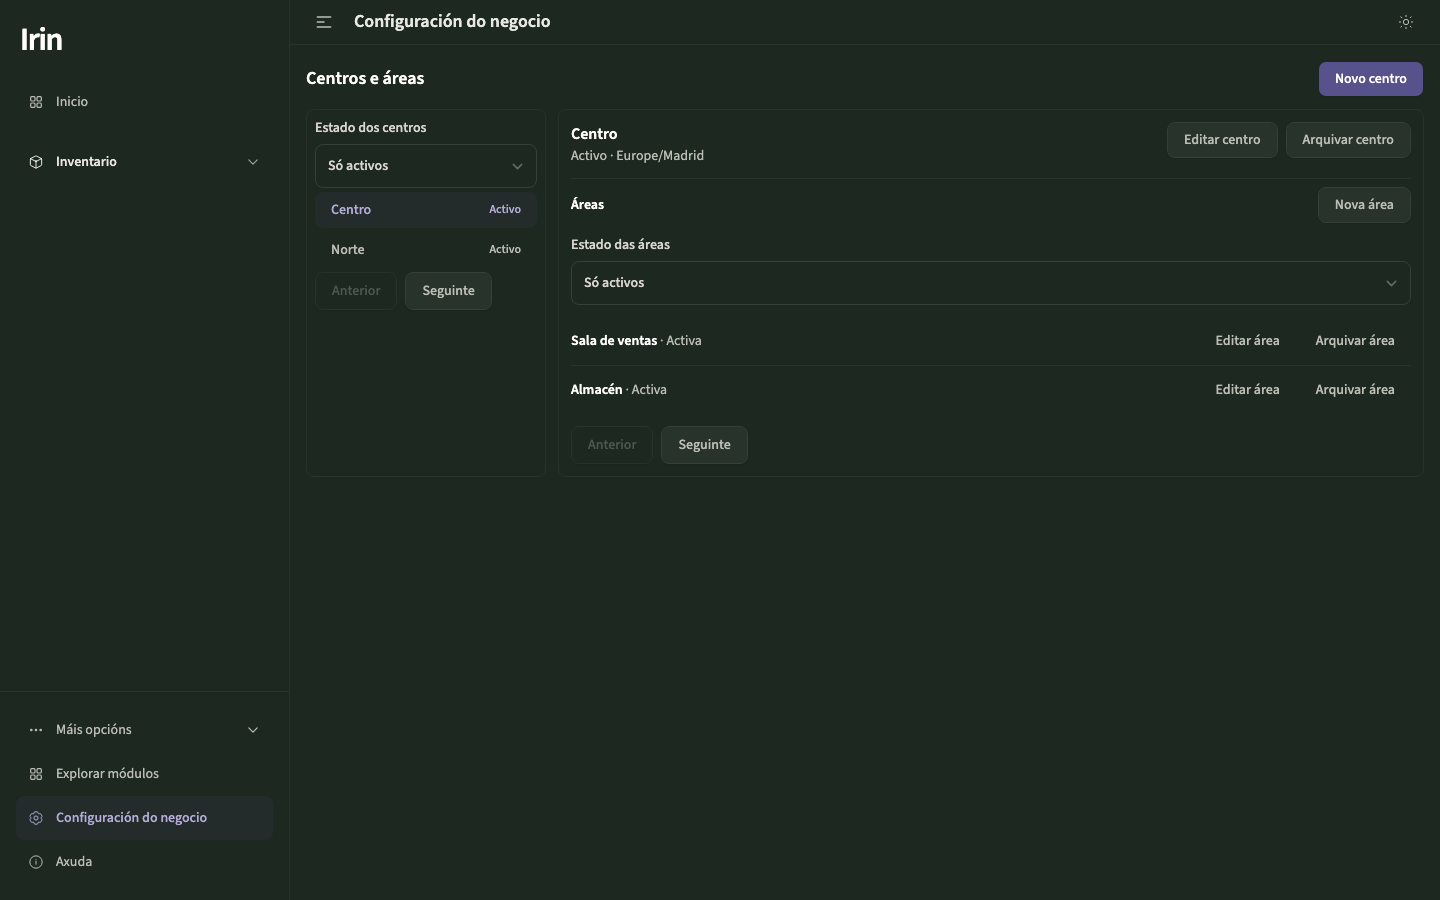 Irin
Inicio
Inventario
Máis opcións
Explorar módulos
Configuración do negocio
Axuda
Configuración do negocio
Centros e áreas
Novo centro
Estado dos centros
Só activos
Centro Activo
Norte Activo
Anterior Seguinte
Centro
Activo · Europe/Madrid
Editar centro Arquivar centro
Áreas
Nova área
Estado das áreas
Só activos
Sala de ventas · Activa Editar área Arquivar área
Almacén · Activa Editar área Arquivar área
Anterior Seguinte